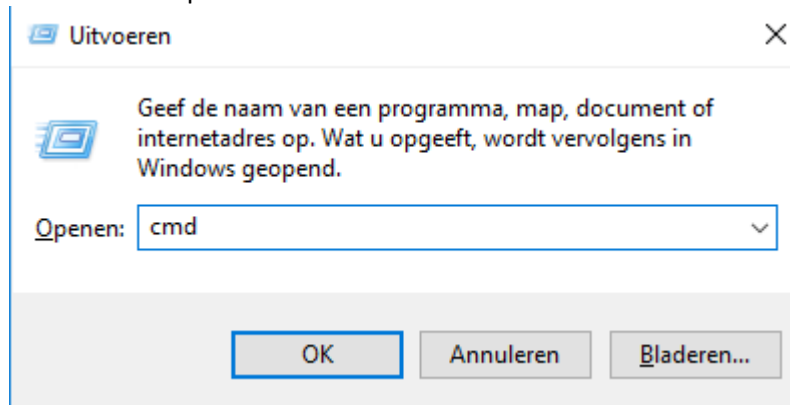 Uitvoeren
Geef de naam van een programma, map, document of
internetadres op. Wat u opgeeft, wordt vervolgens in
Windows geopend.
Openen: cmd
OK Annuleren Bladeren...